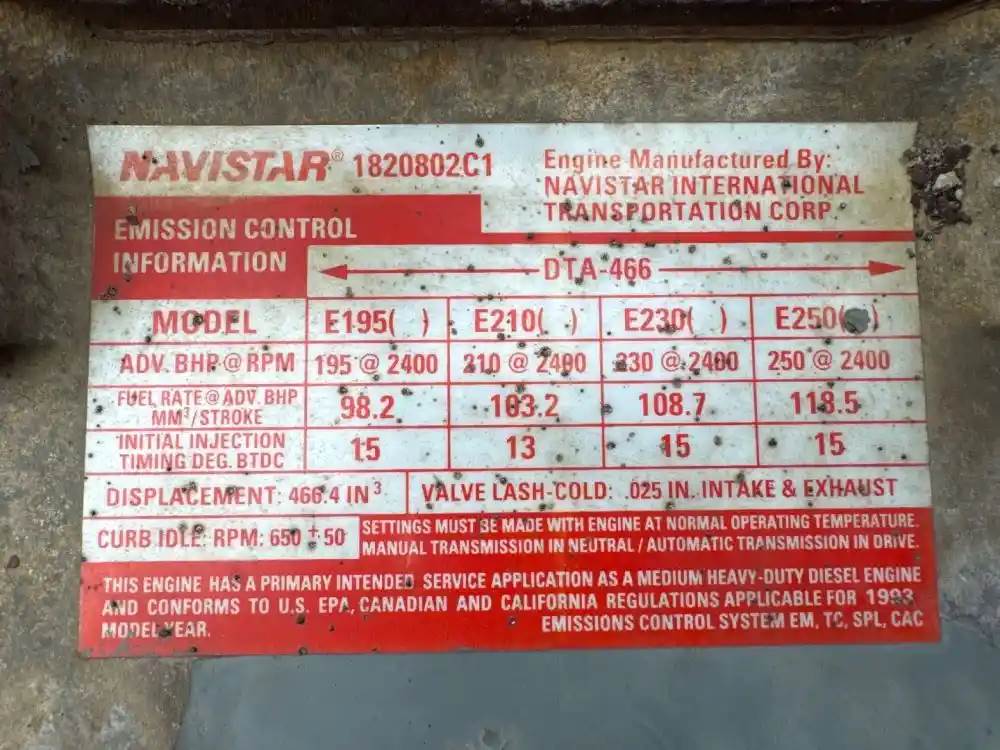 NAVISTAR® 1820802C1
Engine Manufactured By:
NAVISTAR INTERNATIONAL
TRANSPORTATION CORP.
EMISSION CONTROL
INFORMATION
DTA-466
MODEL E195( ) E210( ) E230( ) E250( )
ADV. BHP @ RPM 195 @ 2400 210 @ 2400 230 @ 2400 250 @ 2400
FUEL RATE @ ADV. BHP
MM³/STROKE 98.2 103.2 108.7 118.5
INITIAL INJECTION
TIMING DEG. BTDC 15 13 15 15
DISPLACEMENT: 466.4 IN³ VALVE LASH-COLD: .025 IN. INTAKE & EXHAUST
CURB IDLE: RPM: 650 ± 50
SETTINGS MUST BE MADE WITH ENGINE AT NORMAL OPERATING TEMPERATURE.
MANUAL TRANSMISSION IN NEUTRAL / AUTOMATIC TRANSMISSION IN DRIVE.
THIS ENGINE HAS A PRIMARY INTENDED SERVICE APPLICATION AS A MEDIUM HEAVY-DUTY DIESEL ENGINE
AND CONFORMS TO U.S. EPA, CANADIAN AND CALIFORNIA REGULATIONS APPLICABLE FOR 1993
MODEL YEAR. EMISSIONS CONTROL SYSTEM EM, TC, SPL, CAC